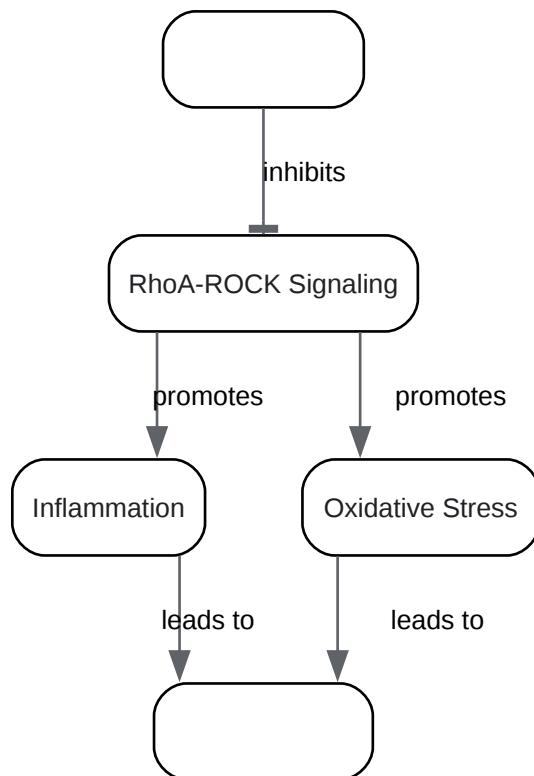 inhibits
RhoA-ROCK Signaling
promotes
promotes
Inflammation
Oxidative Stress
leads to
leads to